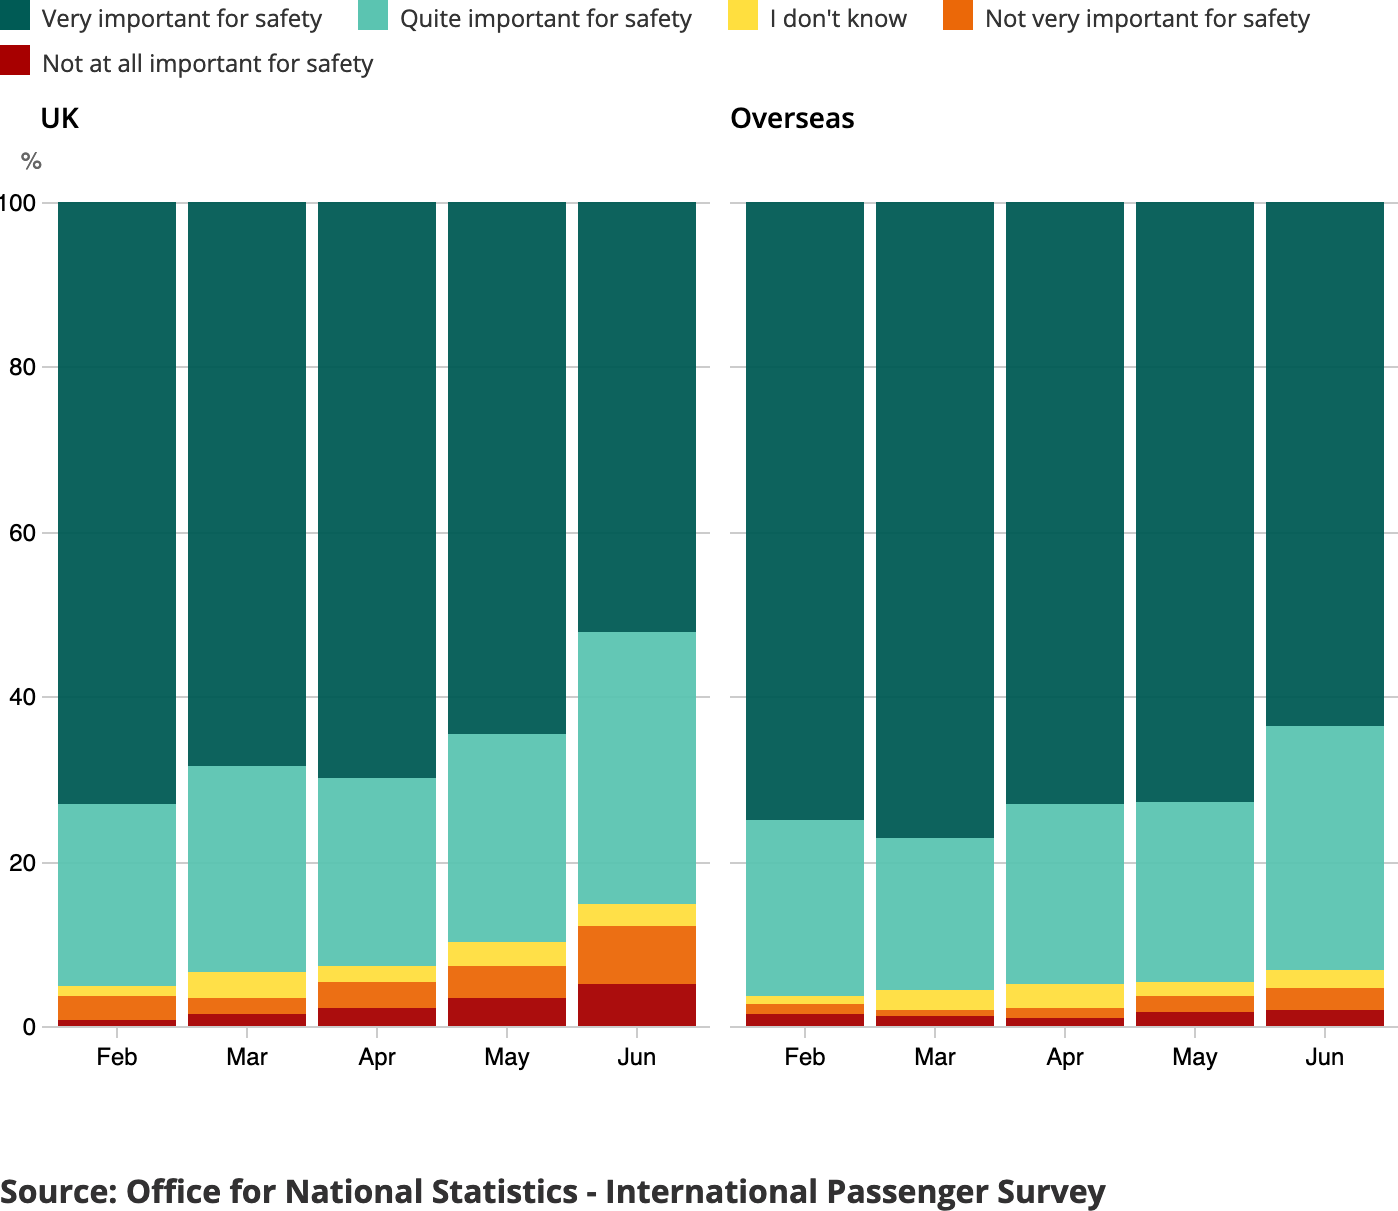 Very important for safety Quite important for safety I don't know Not very important for safety
Not at all important for safety
UK Overseas
%
100
80
60
40
20
0
Feb Mar Apr May Jun Feb Mar Apr May Jun
Source: Office for National Statistics - International Passenger Survey